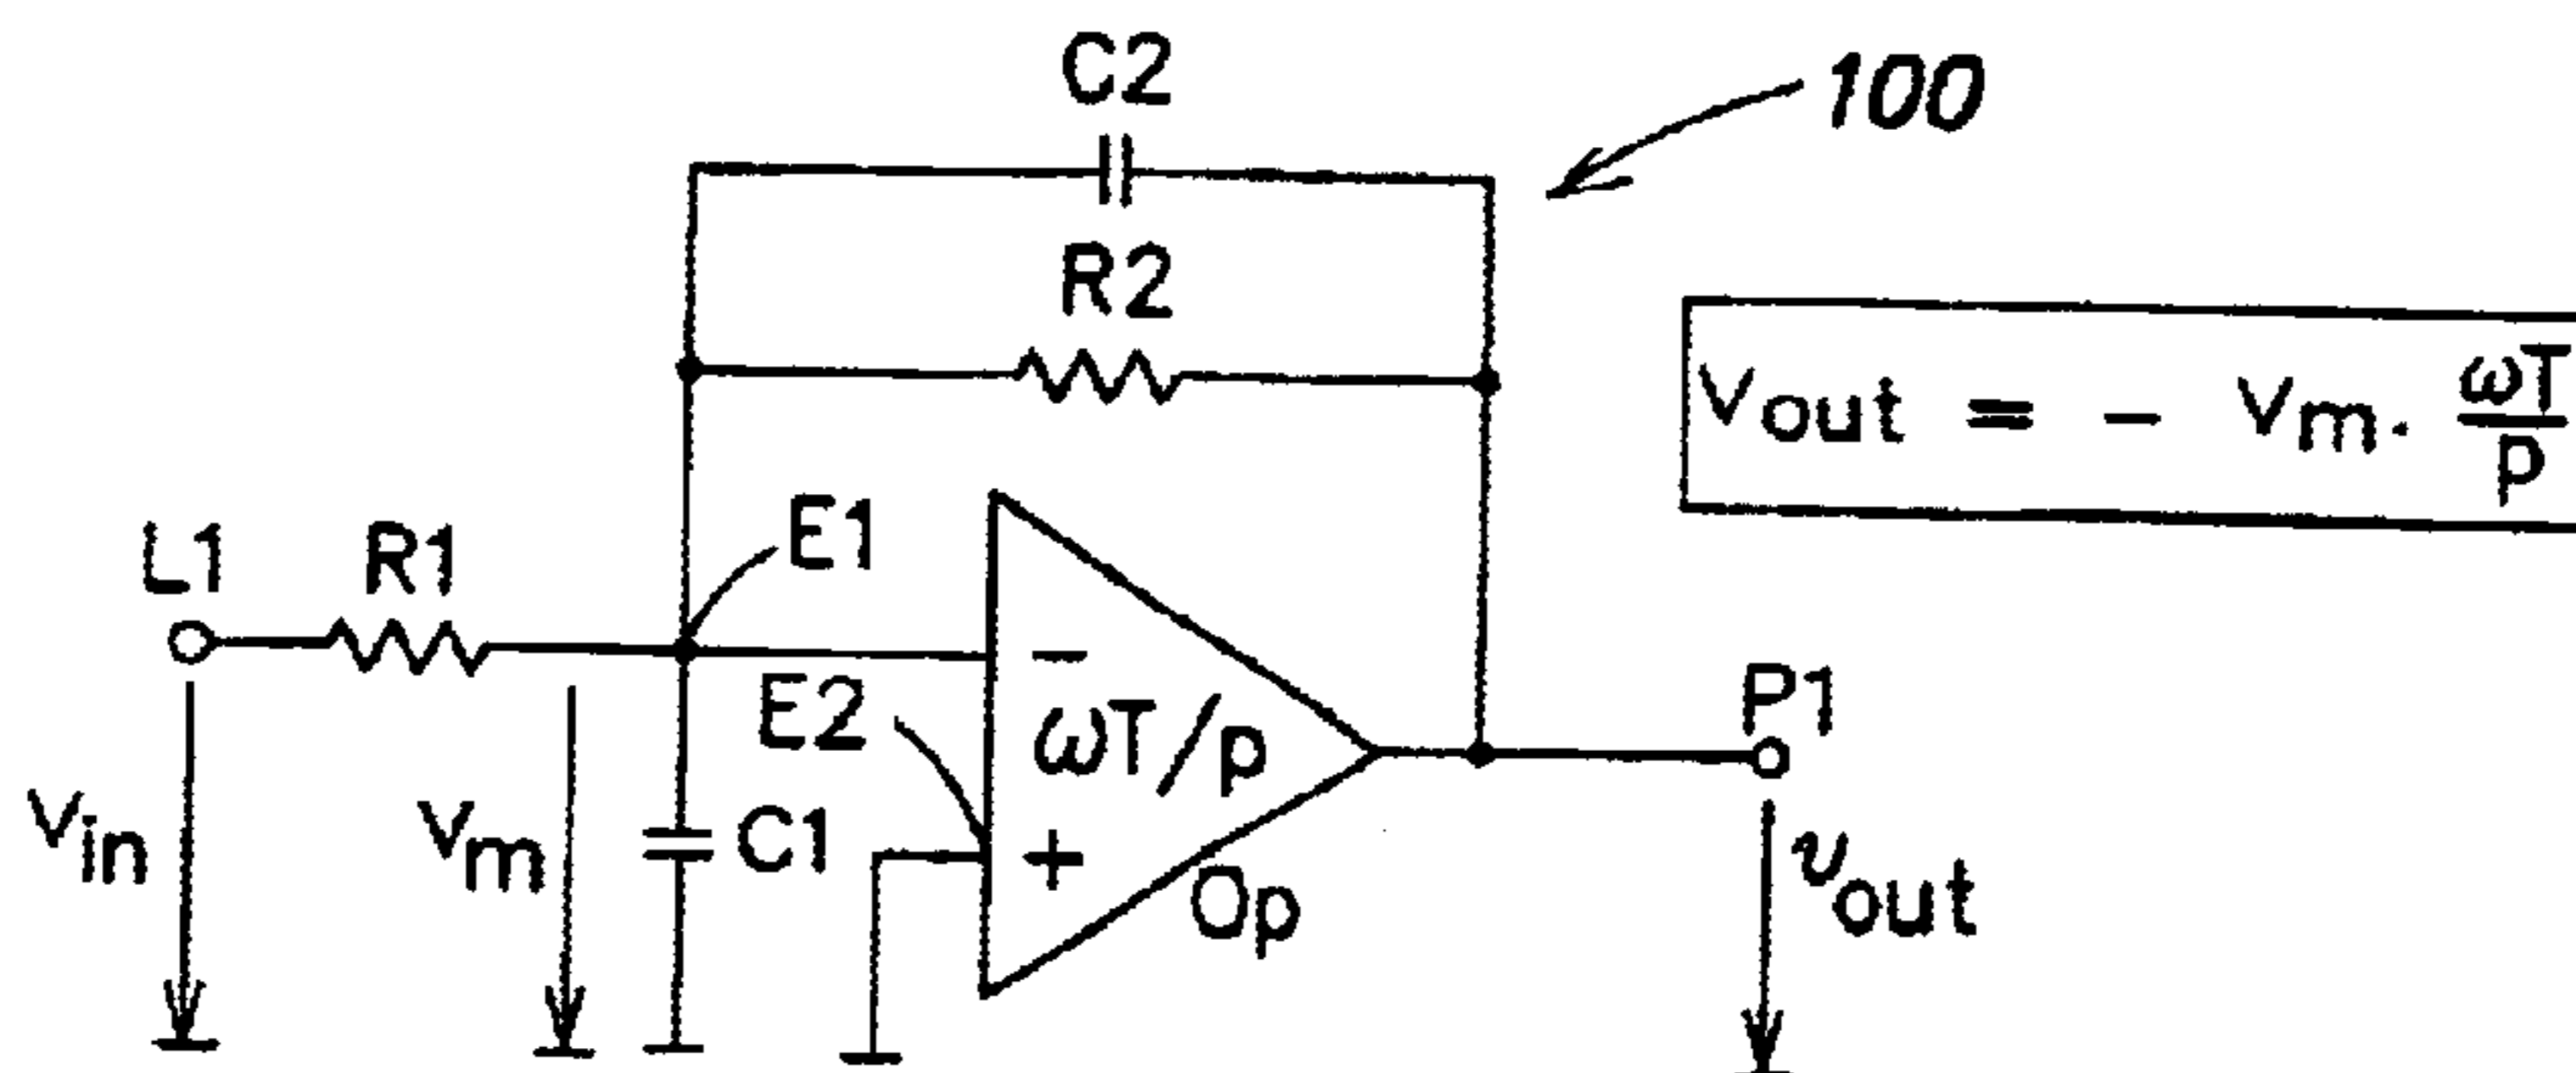 C2
100
R2
Vout = - Vm. ωT/p
E1
L1
R1
E2
-
ωT/p
P1
Vin
Vm
C1
+
Op
vout